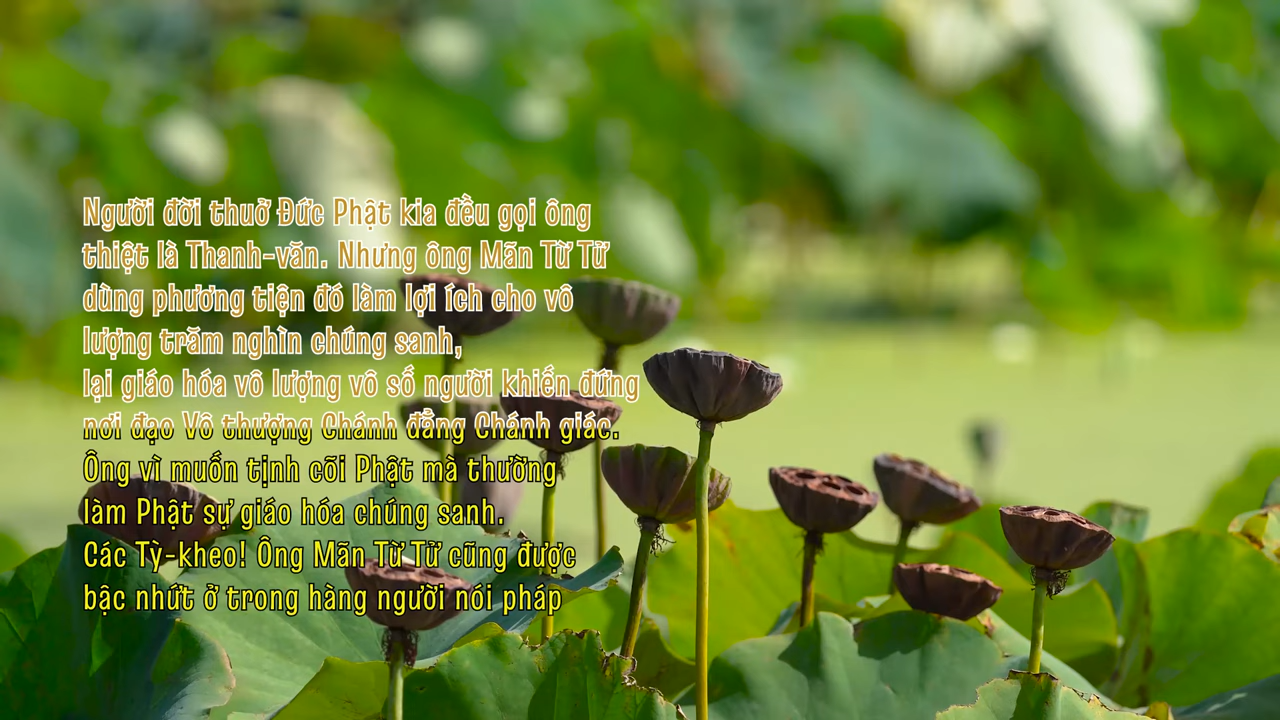 Người đời thuở Đức Phật kia đều gọi ông
thiệt là Thanh-văn. Nhưng ông Mãn Từ Tử
dùng phương tiện đó làm lợi ích cho vô
lượng trăm nghìn chúng sanh,
lại giáo hóa vô lượng vô số người khiến đứng
nơi đạo Vô thượng Chánh đẳng Chánh giác.
Ông vì muốn tịnh cõi Phật mà thường
làm Phật sự giáo hóa chúng sanh.
Các Tỳ-kheo! Ông Mãn Từ Tử cũng được
bậc nhứt ở trong hàng người nói pháp